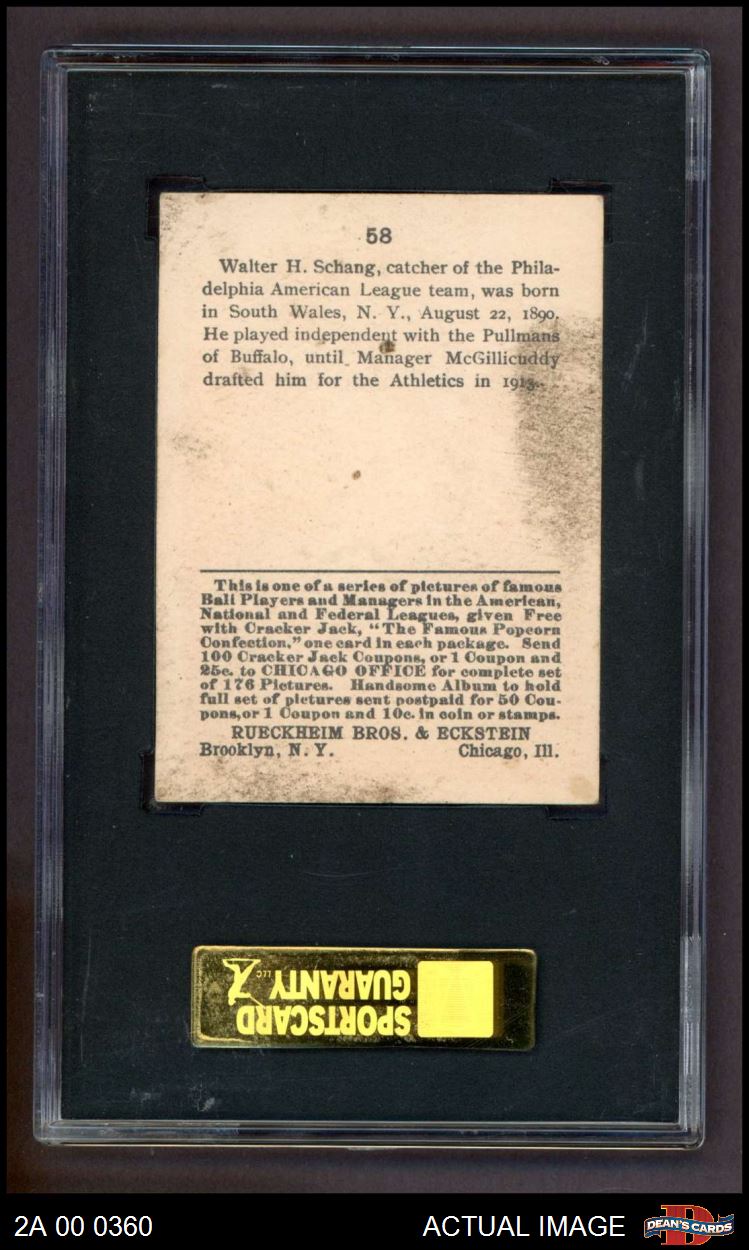 58
Walter H. Schang, catcher of the Phila-
delphia American League team, was born
in South Wales, N. Y., August 22, 1890.
He played independent with the Pullmans
of Buffalo, until Manager McGillicuddy
drafted him for the Athletics in 1913.
This is one of a series of pictures of famous
Ball Players and Managers in the American,
National and Federal Leagues, given Free
with Cracker Jack, "The Famous Popcorn
Confection," one card in each package. Send
100 Cracker Jack Coupons, or 1 Coupon and
25c. to CHICAGO OFFICE for complete set
of 176 Pictures. Handsome Album to hold
full set of pictures sent postpaid for 50 Cou-
pons, or 1 Coupon and 10c. in coin or stamps.
RUECKHEIM BROS. & ECKSTEIN
Brooklyn, N. Y. Chicago, Ill.
SPORTSCARD
GUARANTY LLC
2A 00 0360 ACTUAL IMAGE DEAN'S CARDS